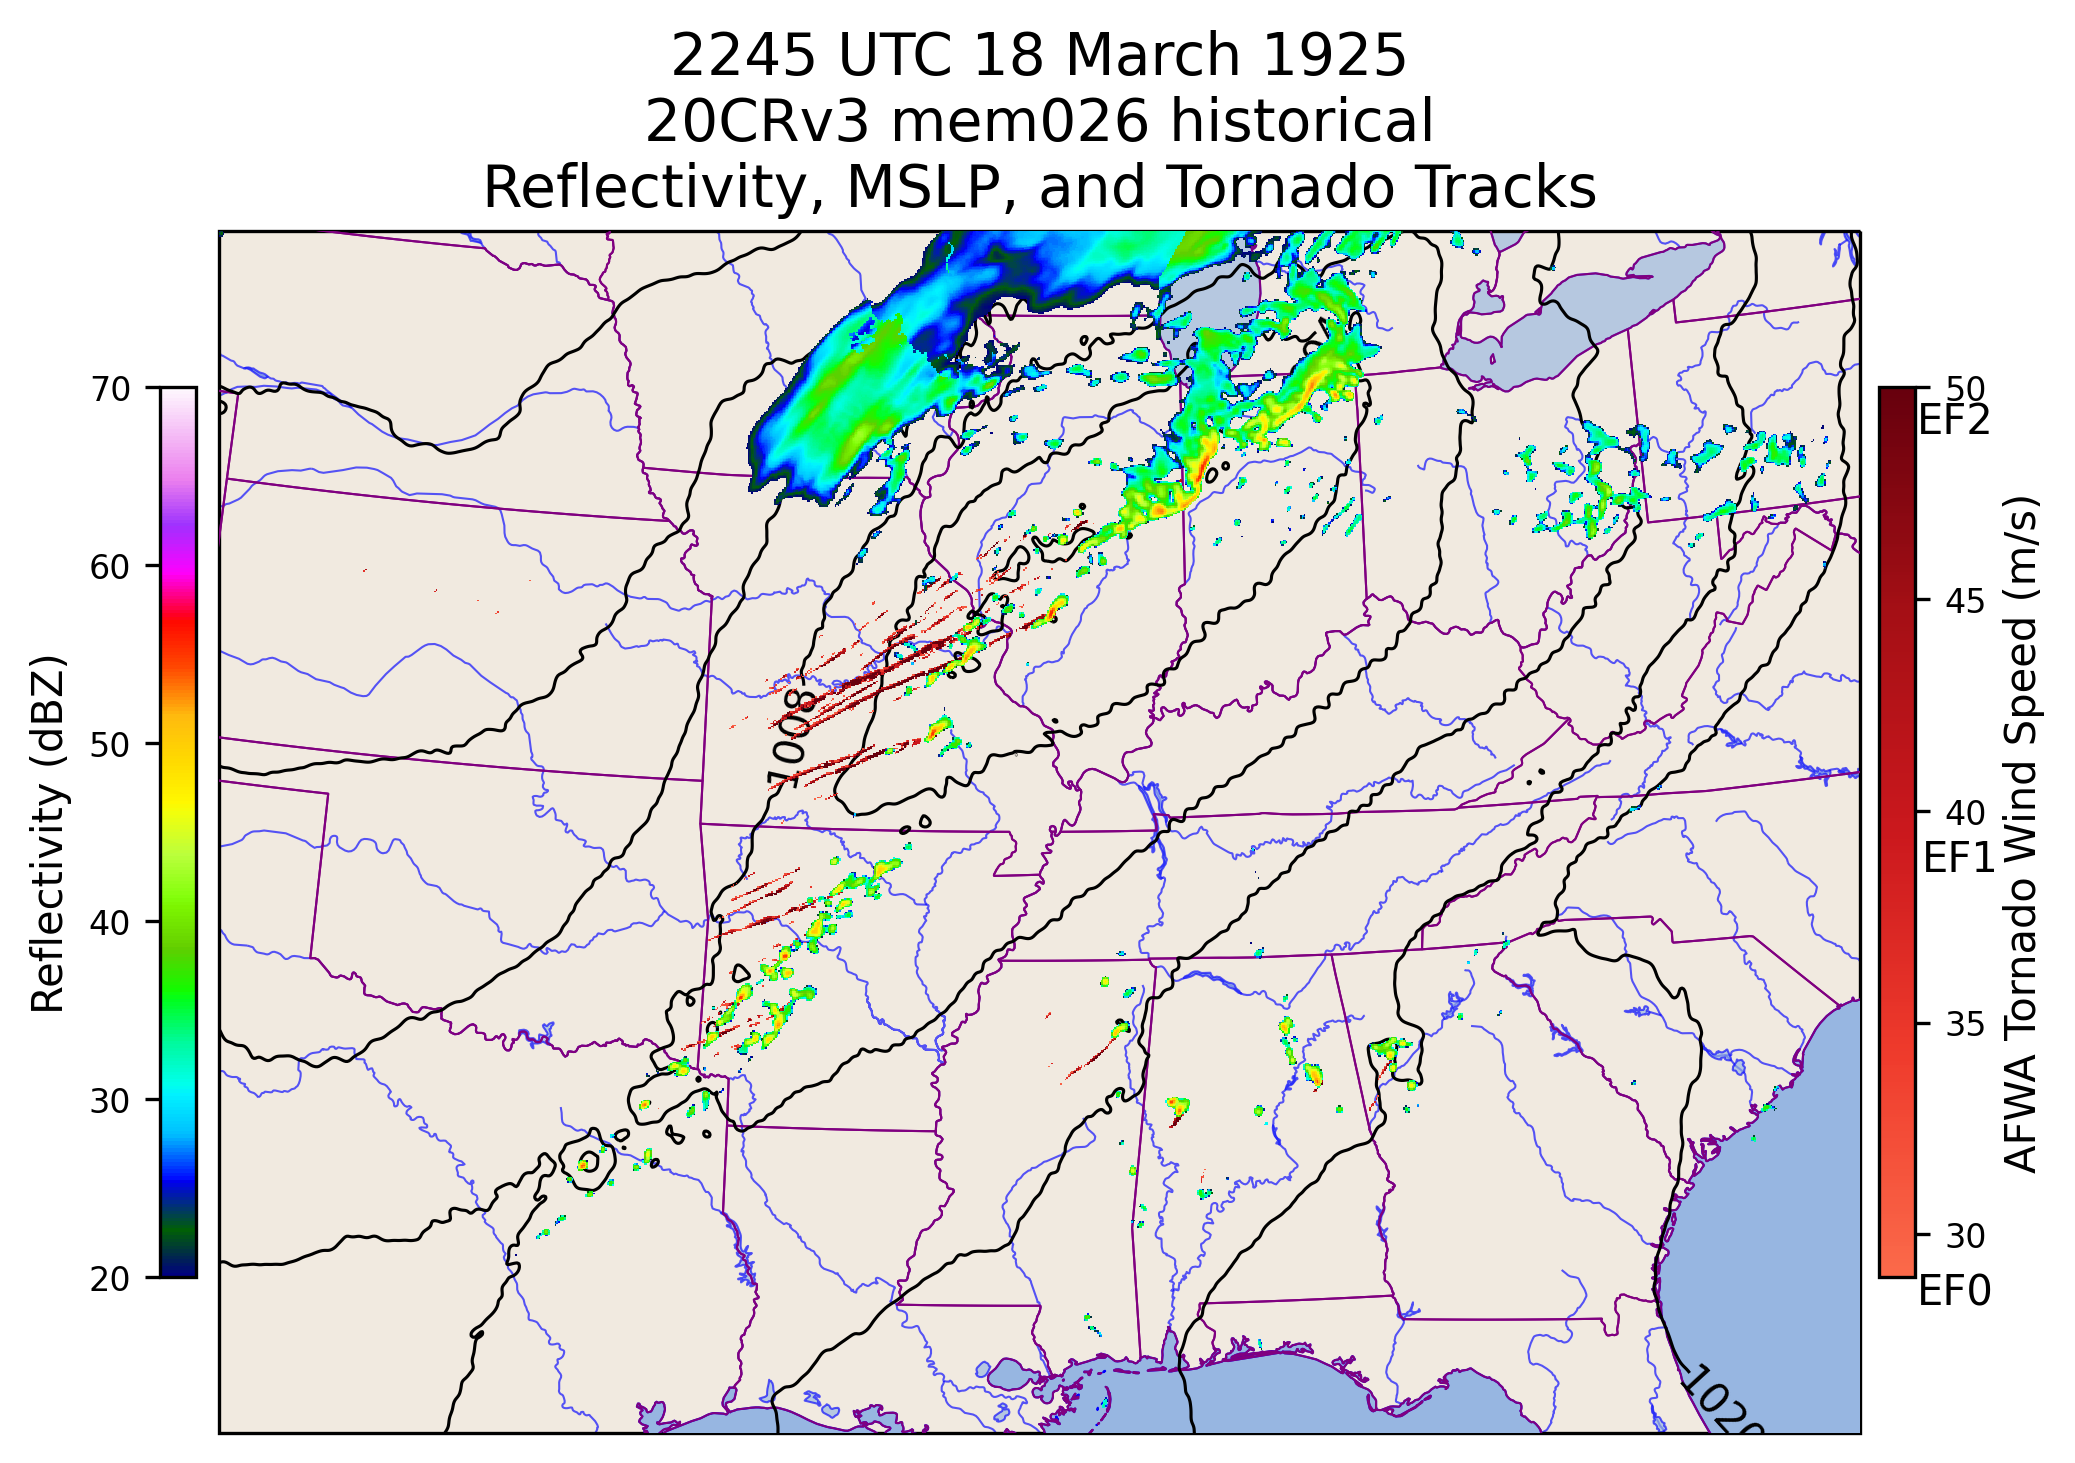 2245 UTC 18 March 1925
20CRv3 mem026 historical
Reflectivity, MSLP, and Tornado Tracks
70
60
50
40
30
20
Reflectivity (dBZ)
1008
1020
50
EF2
45
40
EF1
35
30
EF0
AFWA Tornado Wind Speed (m/s)